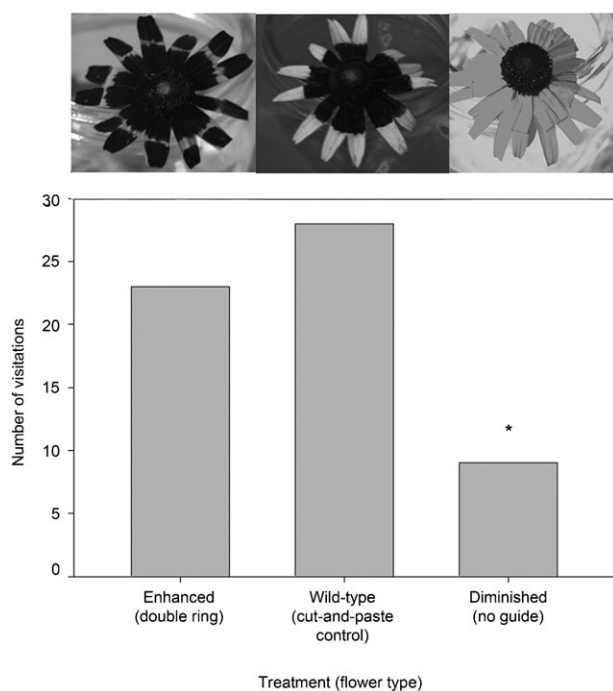 30
25
20
15
10
5
0
Number of visitations
*
Enhanced
(double ring)
Wild-type
(cut-and-paste
control)
Diminished
(no guide)
Treatment (flower type)